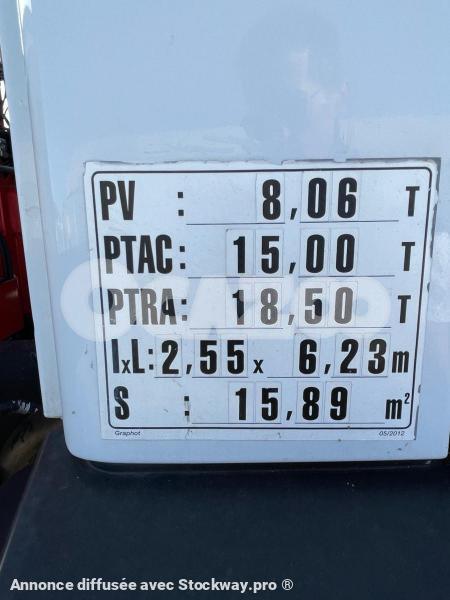 PV : 8,06 T
PTAC: 15,00 T
PTRA: 18,50 T
IxL: 2,55 x 6,23 m
S : 15,89 m²
Graphot 05/2012
Annonce diffusée avec Stockway.pro ®